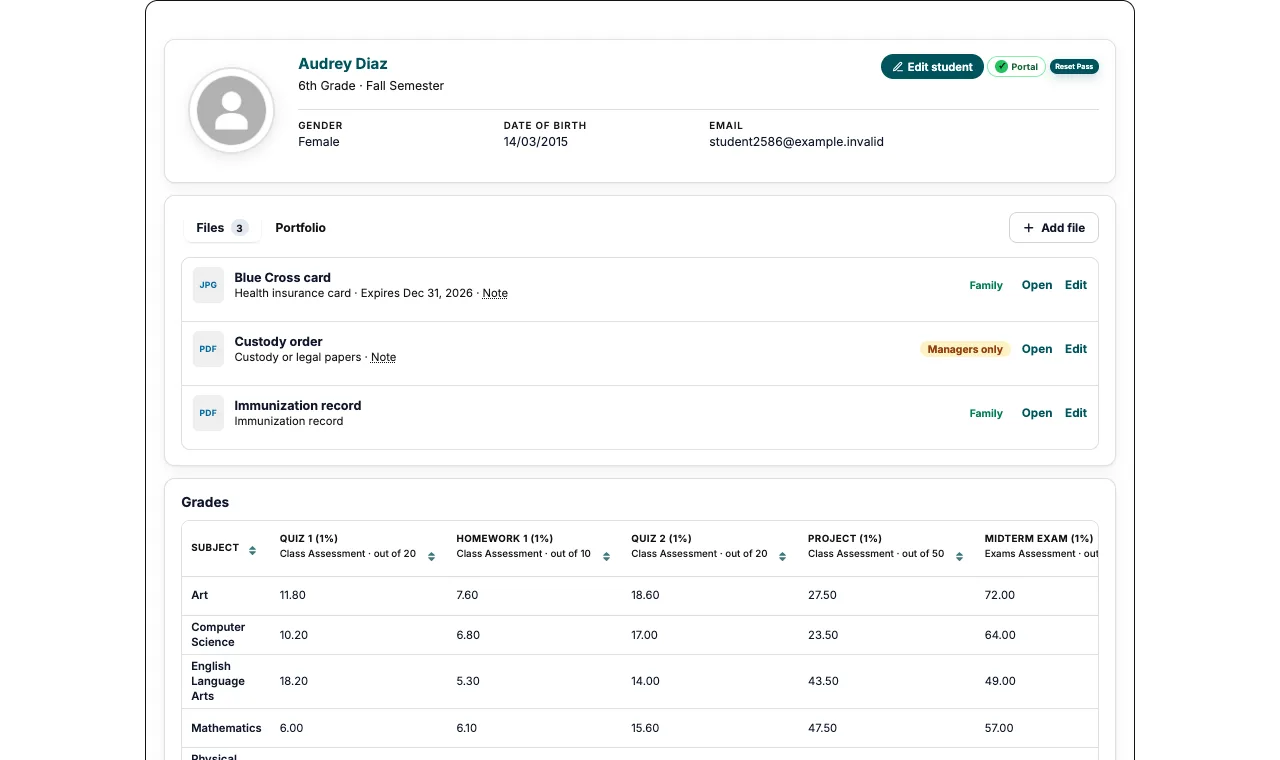 Audrey Diaz
6th Grade · Fall Semester
Edit student
Portal
Reset Pass
GENDER
Female
DATE OF BIRTH
14/03/2015
EMAIL
student2586@example.invalid
Files 3
Portfolio
+ Add file
JPG
Blue Cross card
Health insurance card · Expires Dec 31, 2026 · Note
Family Open Edit
PDF
Custody order
Custody or legal papers · Note
Managers only Open Edit
PDF
Immunization record
Immunization record
Family Open Edit
Grades
SUBJECT
QUIZ 1 (1%)
Class Assessment · out of 20
HOMEWORK 1 (1%)
Class Assessment · out of 10
QUIZ 2 (1%)
Class Assessment · out of 20
PROJECT (1%)
Class Assessment · out of 50
MIDTERM EXAM (1%)
Exams Assessment · out
Art 11.80 7.60 18.60 27.50 72.00
Computer
Science
10.20 6.80 17.00 23.50 64.00
English
Language
Arts
18.20 5.30 14.00 43.50 49.00
Mathematics 6.00 6.10 15.60 47.50 57.00
Physical